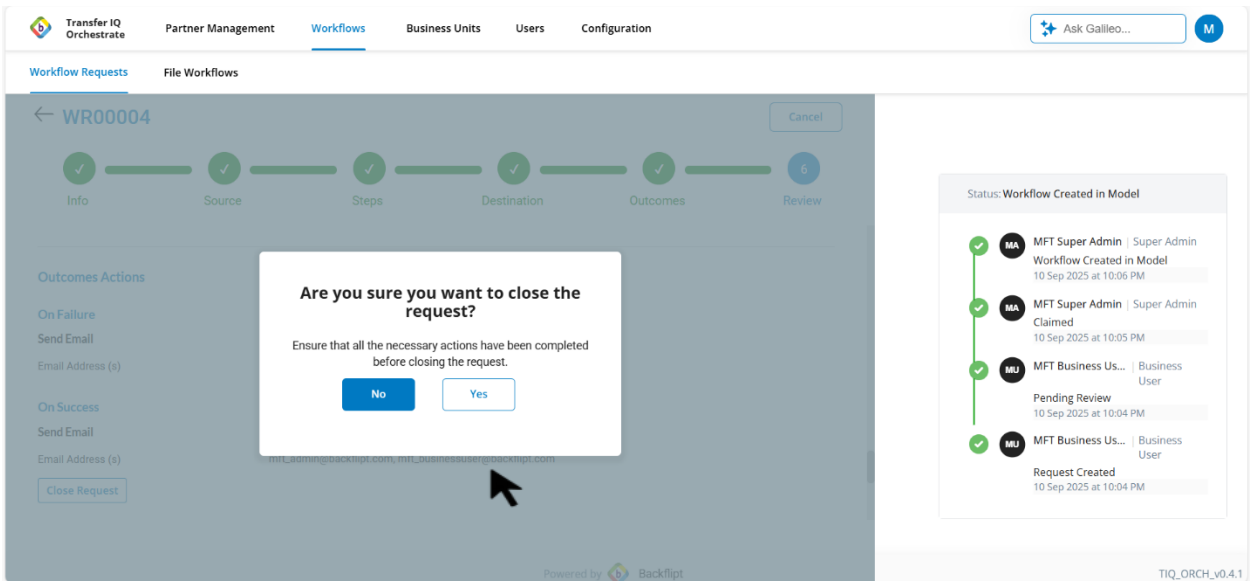 Transfer IQ
Orchestrate
Partner Management
Workflows
Business Units
Users
Configuration
Ask Galileo...
M
Workflow Requests
File Workflows
WR00004
Cancel
6
Info
Source
Steps
Destination
Outcomes
Review
Outcomes Actions
On Failure
Send Email
Email Address (s)
On Success
Send Email
Email Address (s)
mft_admin@backflipt.com, mft_businessuser@backflipt.com
Close Request
Are you sure you want to close the
request?
Ensure that all the necessary actions have been completed
before closing the request.
No
Yes
Status: Workflow Created in Model
MA
MFT Super Admin | Super Admin
Workflow Created in Model
10 Sep 2025 at 10:06 PM
MA
MFT Super Admin | Super Admin
Claimed
10 Sep 2025 at 10:05 PM
MU
MFT Business Us... | Business
User
Pending Review
10 Sep 2025 at 10:04 PM
MU
MFT Business Us... | Business
User
Request Created
10 Sep 2025 at 10:04 PM
Powered by b Backflipt
TIQ_ORCH_v0.4.1